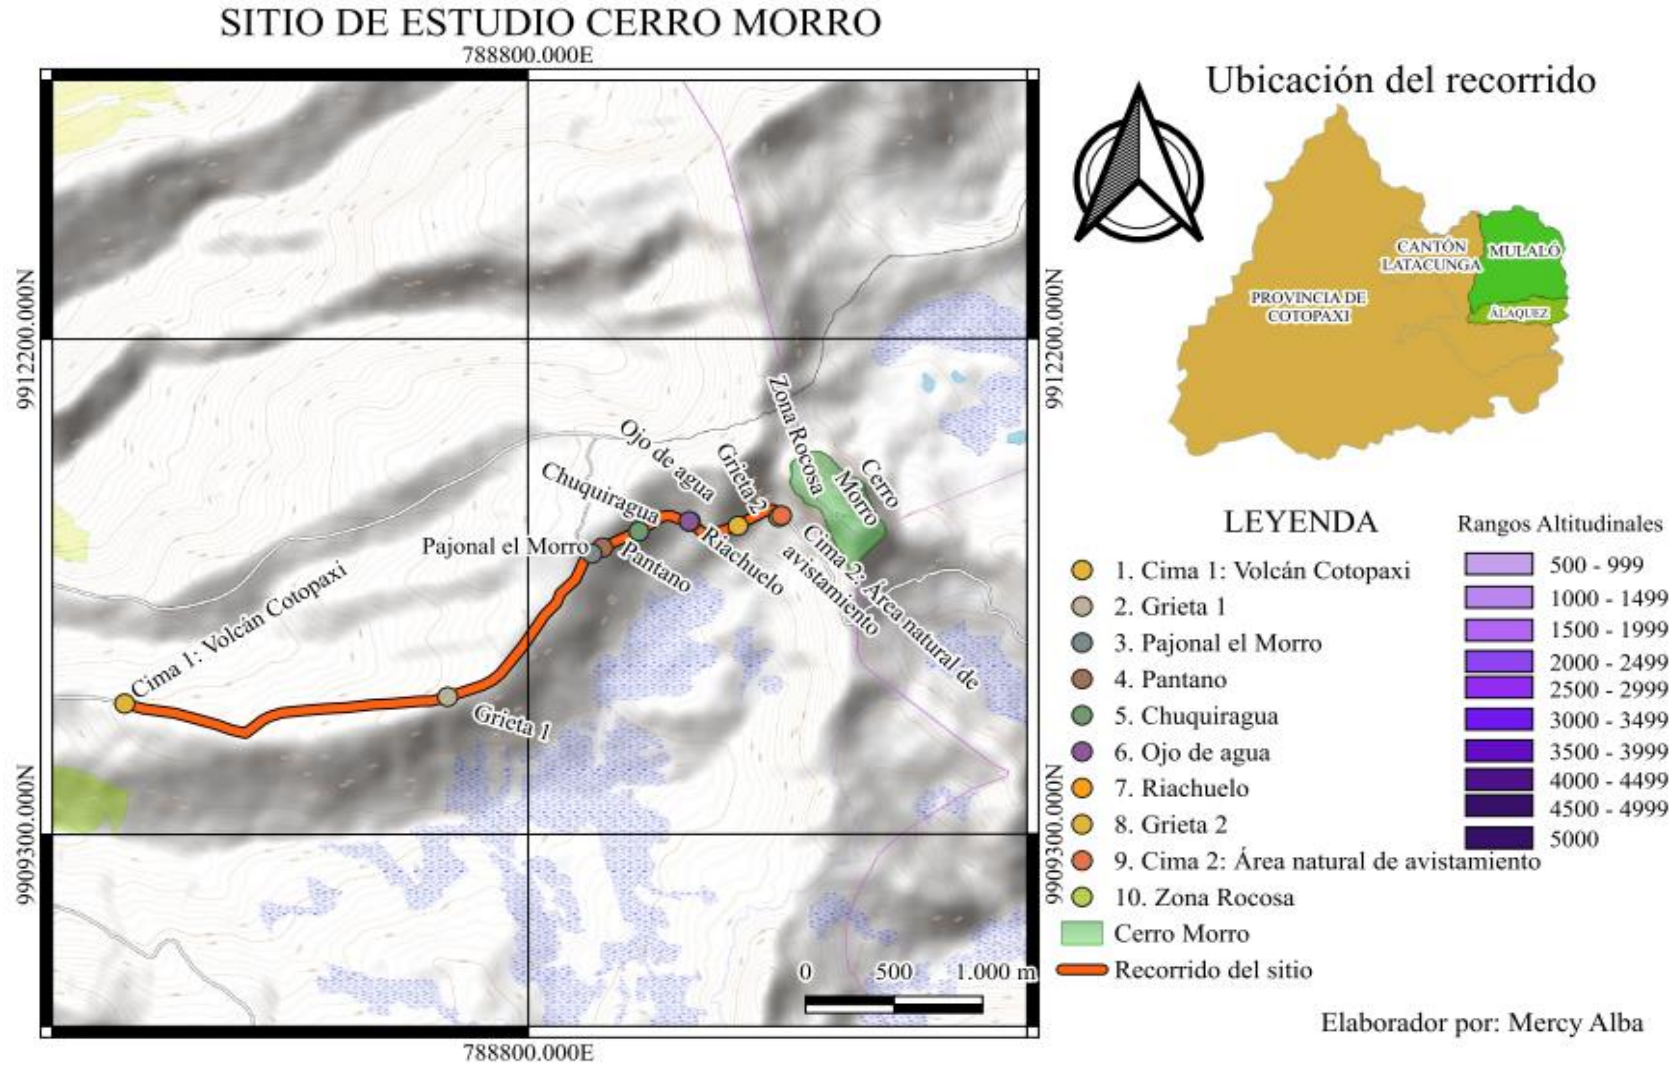 SITIO DE ESTUDIO CERRO MORRO
788800.000E
9912200.000N
9912200.000N
9909300.000N
9909300.000N
Zona Rocosa
Ojo de agua
Grieta 2
Cerro
Morro
Chuquiragua
Pajonal el Morro
Pantano
Riachuelo
Cima 2: Área natural de
avistamiento
Cima 1: Volcán Cotopaxi
Grieta 1
0 500 1.000 m
788800.000E
Ubicación del recorrido
CANTÓN
LATACUNGA
MULALÓ
PROVINCIA DE
COTOPAXI
ÁLAQUEZ
LEYENDA
1. Cima 1: Volcán Cotopaxi
2. Grieta 1
3. Pajonal el Morro
4. Pantano
5. Chuquiragua
6. Ojo de agua
7. Riachuelo
8. Grieta 2
9. Cima 2: Área natural de avistamiento
10. Zona Rocosa
Cerro Morro
Recorrido del sitio
Rangos Altitudinales
500 - 999
1000 - 1499
1500 - 1999
2000 - 2499
2500 - 2999
3000 - 3499
3500 - 3999
4000 - 4499
4500 - 4999
5000
Elaborador por: Mercy Alba